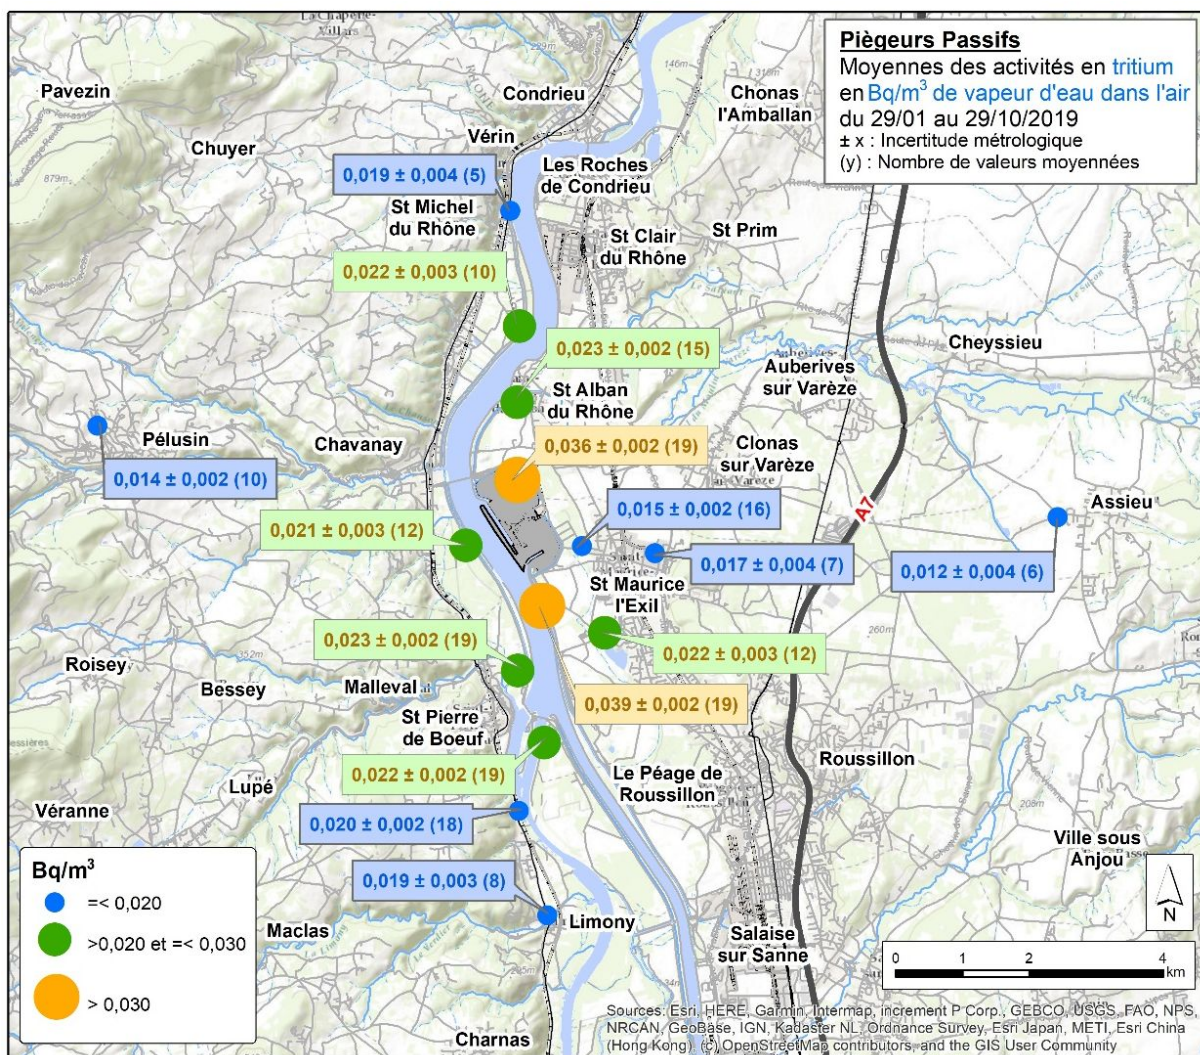 Piègeurs Passifs
Moyennes des activités en tritium
en Bq/m³ de vapeur d'eau dans l'air
du 29/01 au 29/10/2019
± x : Incertitude métrologique
(y) : Nombre de valeurs moyennées
229m
146m
L 315m
Pavezin
Condrieu
Chonas
l'Amballan
Vérin
Chuyer
Les Roches
de Condrieu
879m
0,019 ± 0,004 (5)
St Michel
du Rhône
St Clair
du Rhône
St Prim
0,022 ± 0,003 (10)
0,023 ± 0,002 (15)
Cheyssieu
Auberives
sur Varèze
St Alban
du Rhône
Pélusin
Chavanay
0,036 ± 0,002 (19)
Clonas
sur Varèze
0,014 ± 0,002 (10)
A7
Assieu
0,015 ± 0,002 (16)
0,021 ± 0,003 (12)
0,017 ± 0,004 (7)
0,012 ± 0,004 (6)
St Maurice
l'Exil
260m
0,023 ± 0,002 (19)
352m
0,022 ± 0,003 (12)
Roisey
Bessey
Malleval
0,039 ± 0,002 (19)
St Pierre
de Boeuf
0,022 ± 0,002 (19)
Roussillon
Le Péage de
Roussillon
Lupé
Véranne
208m
0,020 ± 0,002 (18)
Ville sous
Anjou
0,019 ± 0,003 (8)
Limony
Maclas
Salaise
sur Sanne
Charnas
Bq/m³
=< 0,020
>0,020 et =< 0,030
> 0,030
N
0 1 2 4
km
Sources: Esri, HERE, Garmin, Intermap, increment P Corp., GEBCO, USGS, FAO, NPS,
NRCAN, GeoBase, IGN, Kadaster NL, Ordnance Survey, Esri Japan, METI, Esri China
(Hong Kong), (c) OpenStreetMap contributors, and the GIS User Community